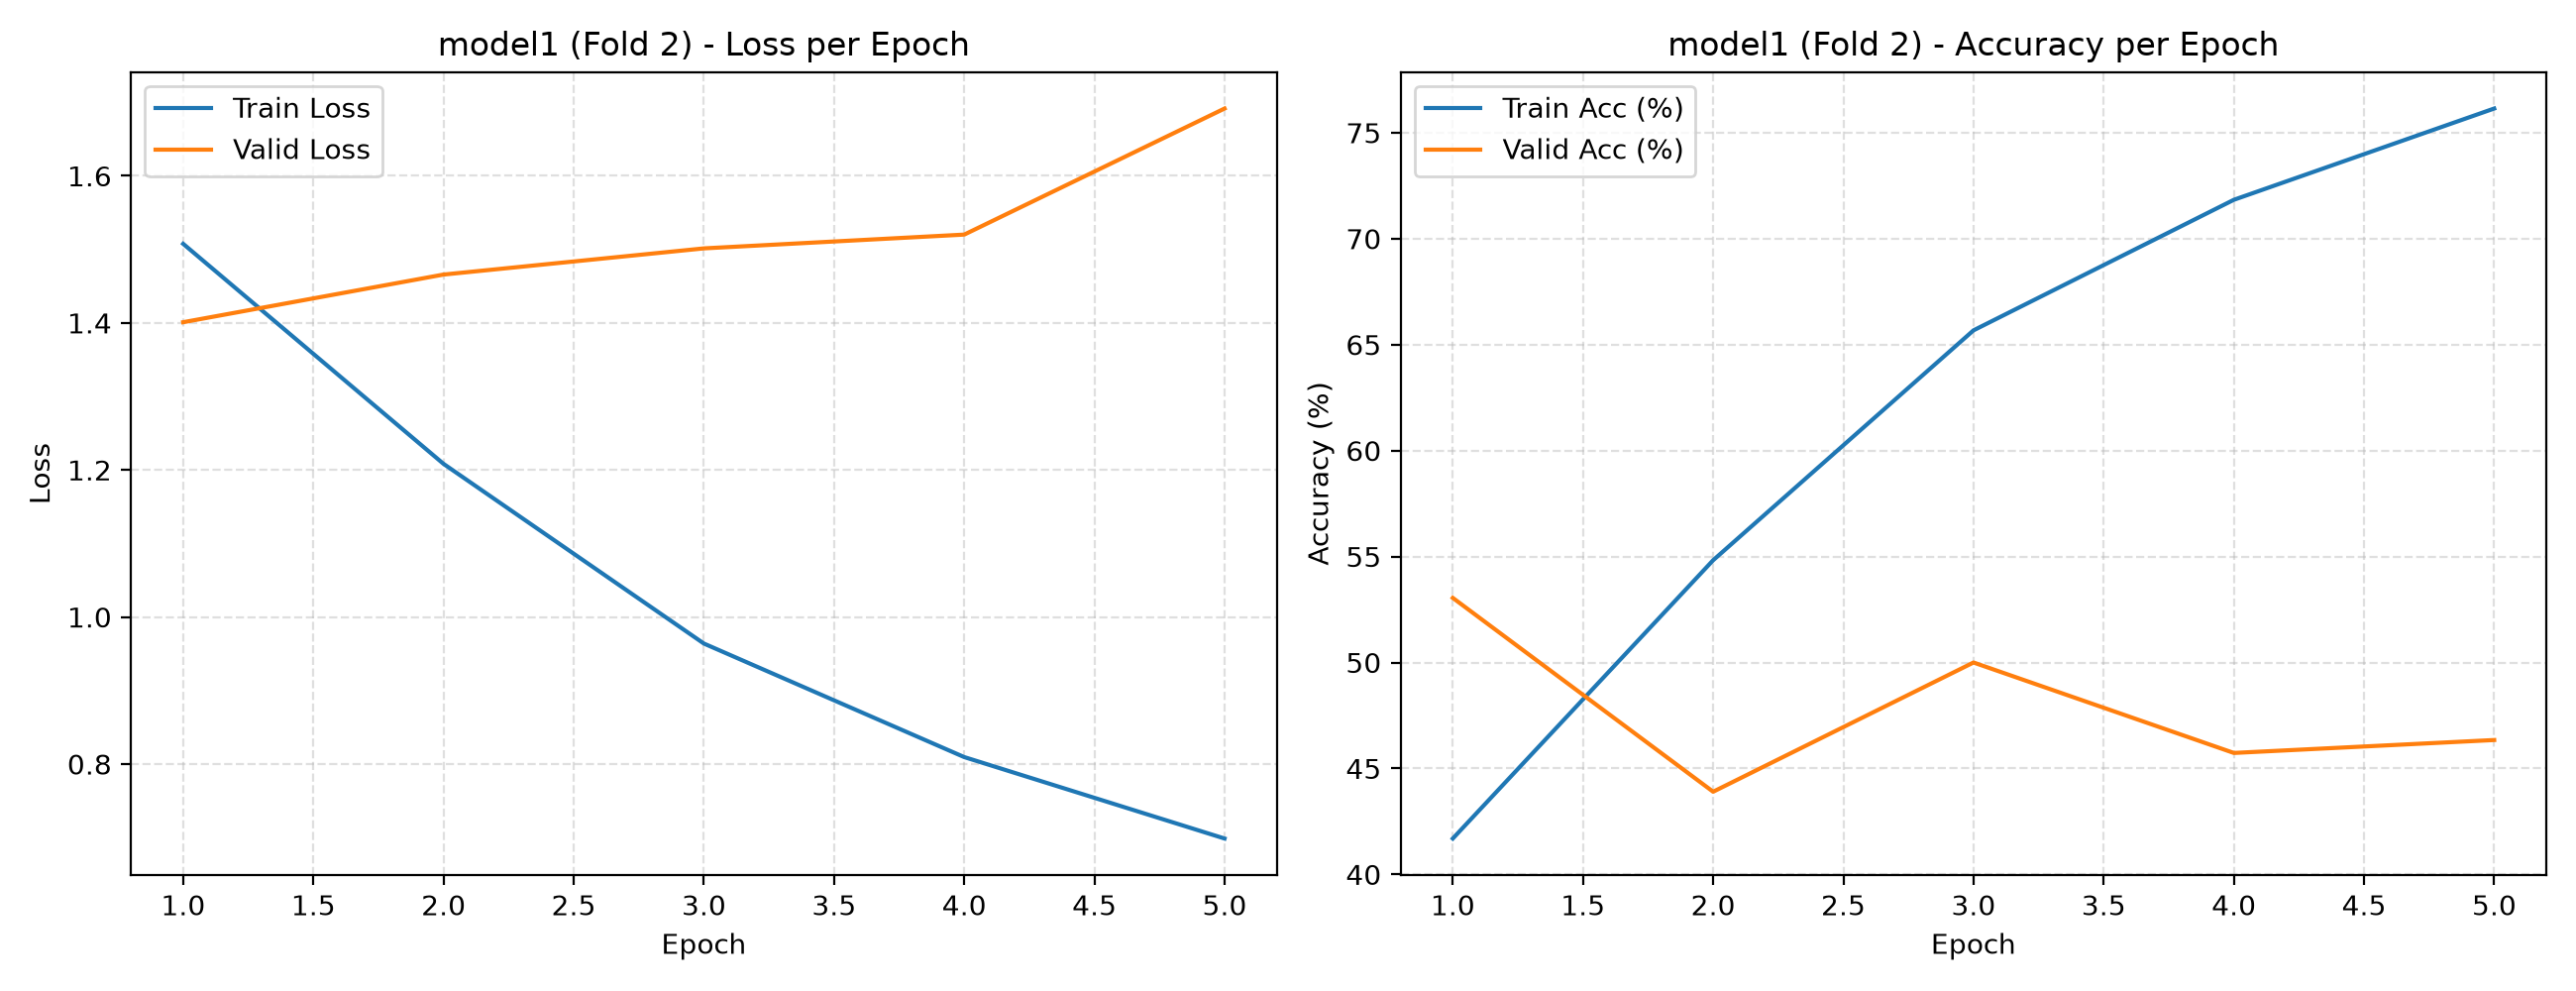 model1 (Fold 2) - Loss per Epoch
Train Loss
Valid Loss
Loss
1.6
1.4
1.2
1.0
0.8
1.0 1.5 2.0 2.5 3.0 3.5 4.0 4.5 5.0
Epoch
model1 (Fold 2) - Accuracy per Epoch
Train Acc (%)
Valid Acc (%)
Accuracy (%)
75
70
65
60
55
50
45
40
1.0 1.5 2.0 2.5 3.0 3.5 4.0 4.5 5.0
Epoch